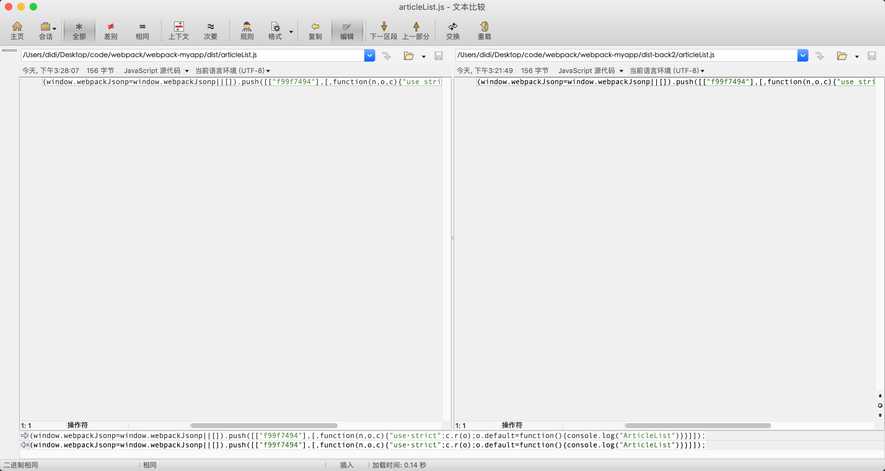 articleList.js - 文本比较
主页 会话 全部 差别 相同 上下文 次要 规则 格式 复制 编辑 下一区段 上一部分 交换 重载
/Users/didi/Desktop/code/webpack/webpack-myapp/dist/articleList.js
/Users/didi/Desktop/code/webpack/webpack-myapp/dist-back2/articleList.js
今天, 下午3:28:07 156 字节 JavaScript 源代码 当前语言环境 (UTF-8)
今天, 下午3:21:49 156 字节 JavaScript 源代码 当前语言环境 (UTF-8)
(window.webpackJsonp=window.webpackJsonp||[]).push([["f99f7494"],[,function(n,o,c){"use stri
(window.webpackJsonp=window.webpackJsonp||[]).push([["f99f7494"],[,function(n,o,c){"use stri
1: 1 操作符
1: 1 操作符
(window.webpackJsonp=window.webpackJsonp||[]).push([["f99f7494"],[,function(n,o,c){"use·strict";c.r(o);o.default=function(){console.log("ArticleList")}}]]);
(window.webpackJsonp=window.webpackJsonp||[]).push([["f99f7494"],[,function(n,o,c){"use·strict";c.r(o);o.default=function(){console.log("ArticleList")}}]]);
二进制相同 相同 插入 加载时间: 0.14 秒